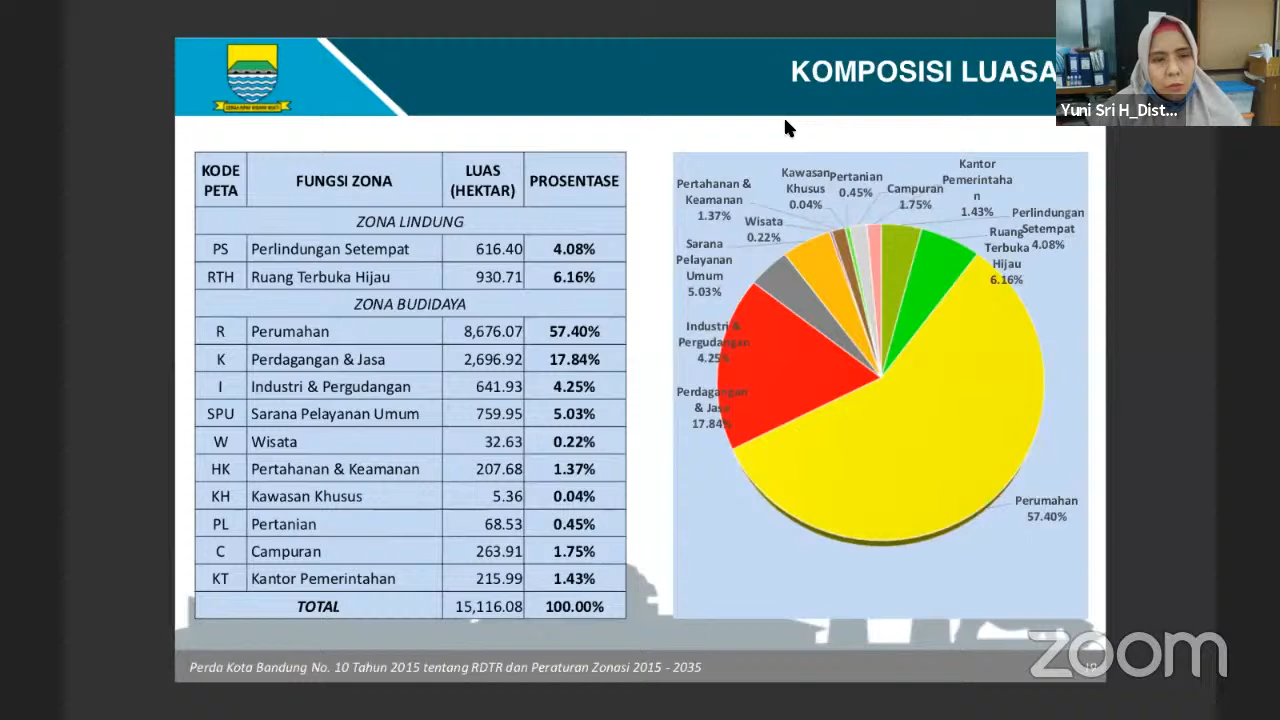 KOMPOSISI LUASA
Yuni Sri H_Dist...
KODE PETA FUNGSI ZONA LUAS (HEKTAR) PROSENTASE
ZONA LINDUNG
PS Perlindungan Setempat 616.40 4.08%
RTH Ruang Terbuka Hijau 930.71 6.16%
ZONA BUDIDAYA
R Perumahan 8,676.07 57.40%
K Perdagangan & Jasa 2,696.92 17.84%
I Industri & Pergudangan 641.93 4.25%
SPU Sarana Pelayanan Umum 759.95 5.03%
W Wisata 32.63 0.22%
HK Pertahanan & Keamanan 207.68 1.37%
KH Kawasan Khusus 5.36 0.04%
PL Pertanian 68.53 0.45%
C Campuran 263.91 1.75%
KT Kantor Pemerintahan 215.99 1.43%
TOTAL 15,116.08 100.00%
Pertahanan &
Keamanan
1.37%
Kawasan
Khusus
0.04%
Pertanian
0.45%
Campuran
1.75%
Kantor
Pemerintaha
n
1.43%
Perlindungan
Setempat
4.08%
Ruang
Terbuka
Hijau
6.16%
Wisata
0.22%
Sarana
Pelayanan
Umum
5.03%
Industri &
Pergudangan
4.25%
Perdagangan
& Jasa
17.84%
Perumahan
57.40%
Perda Kota Bandung No. 10 Tahun 2015 tentang RDTR dan Peraturan Zonasi 2015 - 2035
zoom